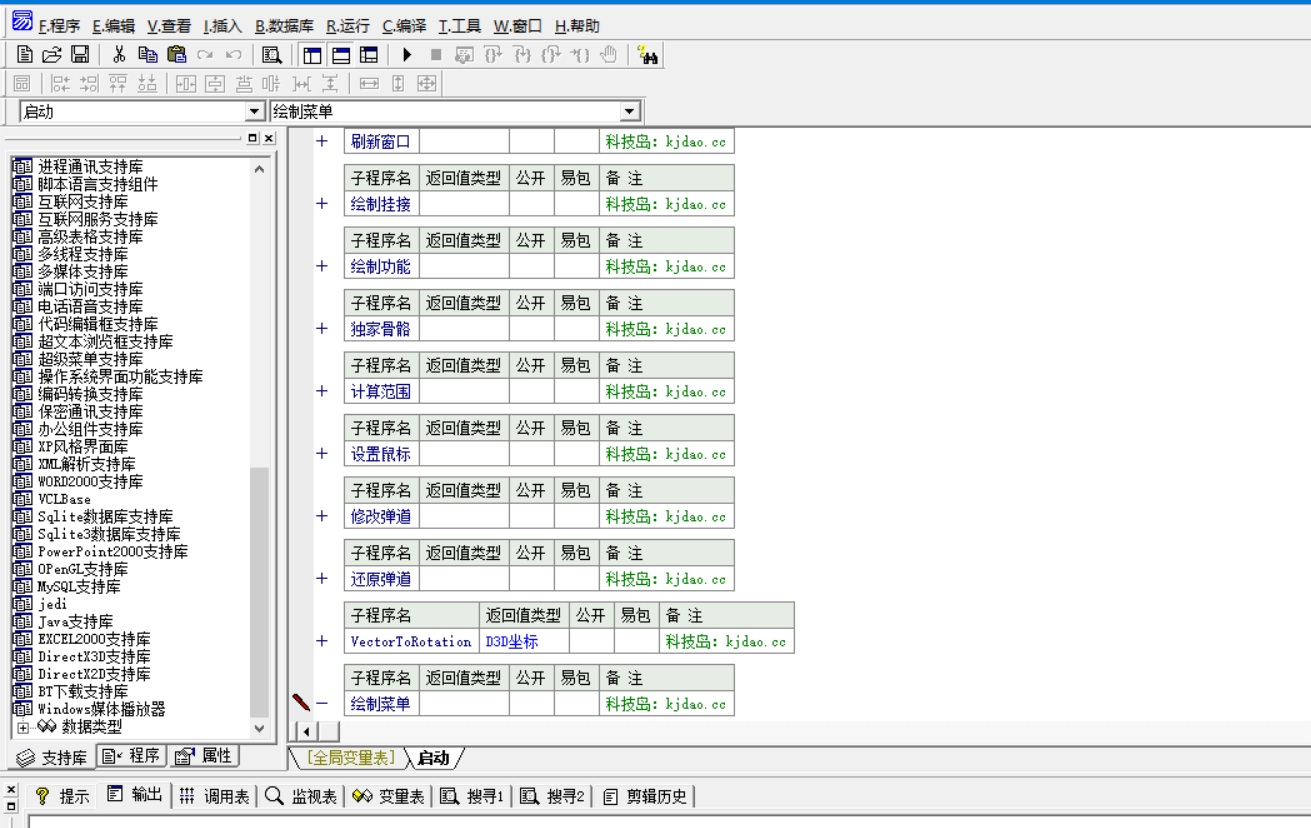 易 F.程序 E.编辑 V.查看 I.插入 B.数据库 R.运行 C.编译 T.工具 W.窗口 H.帮助
启动 绘制菜单
进程通讯支持库
脚本语言支持组件
互联网支持库
互联网服务支持库
高级表格支持库
多线程支持库
多媒体支持库
端口访问支持库
电话语音支持库
代码编辑框支持库
超文本浏览框支持库
超级菜单支持库
操作系统界面功能支持库
编码转换支持库
保密通讯支持库
办公组件支持库
XP风格界面库
XML解析支持库
WORD2000支持库
VCLBase
Sqlite数据库支持库
Sqlite3数据库支持库
PowerPoint2000支持库
OPenGL支持库
MySQL支持库
jedi
Java支持库
EXCEL2000支持库
DirectX3D支持库
DirectX2D支持库
BT下载支持库
Windows媒体播放器
数据类型
支持库 程序 属性
刷新窗口 科技岛: kjdao.cc
子程序名 返回值类型 公开 易包 备 注
绘制挂接 科技岛: kjdao.cc
子程序名 返回值类型 公开 易包 备 注
绘制功能 科技岛: kjdao.cc
子程序名 返回值类型 公开 易包 备 注
独家骨骼 科技岛: kjdao.cc
子程序名 返回值类型 公开 易包 备 注
计算范围 科技岛: kjdao.cc
子程序名 返回值类型 公开 易包 备 注
设置鼠标 科技岛: kjdao.cc
子程序名 返回值类型 公开 易包 备 注
修改弹道 科技岛: kjdao.cc
子程序名 返回值类型 公开 易包 备 注
还原弹道 科技岛: kjdao.cc
子程序名 返回值类型 公开 易包 备 注
VectorToRotation D3D坐标 科技岛: kjdao.cc
子程序名 返回值类型 公开 易包 备 注
绘制菜单 科技岛: kjdao.cc
[全局变量表] 启动
提示 输出 调用表 监视表 变量表 搜寻1 搜寻2 剪辑历史